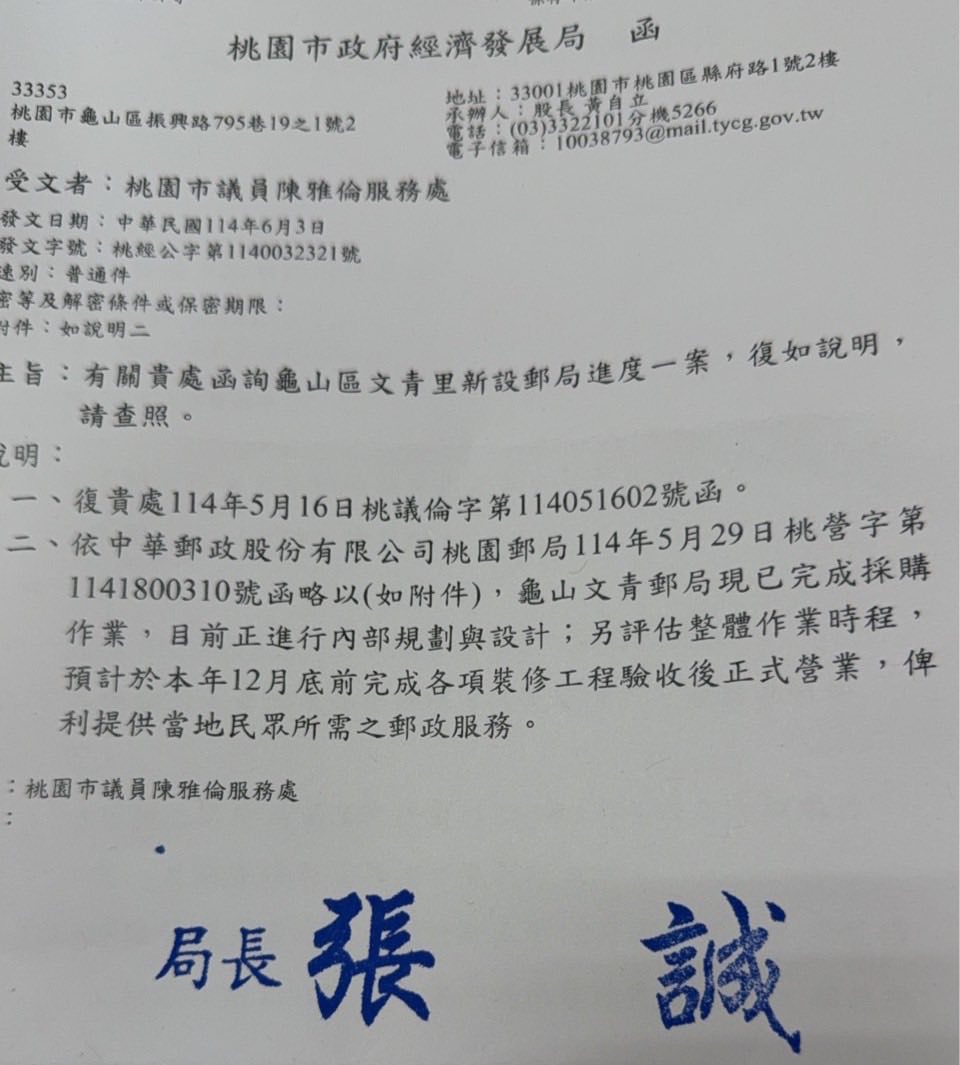 桃園市政府經濟發展局 函
33353
桃園市龜山區振興路795巷19之1號2
樓
地址：33001桃園市桃園區縣府路1號2樓
承辦人：股長 黃自立
電話：(03)3322101分機5266
電子信箱：10038793@mail.tycg.gov.tw
受文者：桃園市議員陳雅倫服務處
發文日期：中華民國114年6月3日
發文字號：桃經公字第1140032321號
速別：普通件
密等及解密條件或保密期限：
附件：如說明二
主旨：有關貴處函詢龜山區文青里新設郵局進度一案，復如說明，
請查照。
說明：
一、復貴處114年5月16日桃議倫字第114051602號函。
二、依中華郵政股份有限公司桃園郵局114年5月29日桃營字第
1141800310號函略以(如附件)，龜山文青郵局現已完成採購
作業，目前正進行內部規劃與設計；另評估整體作業時程，
預計於本年12月底前完成各項裝修工程驗收後正式營業，俾
利提供當地民眾所需之郵政服務。
：桃園市議員陳雅倫服務處
：
局長 張 誠